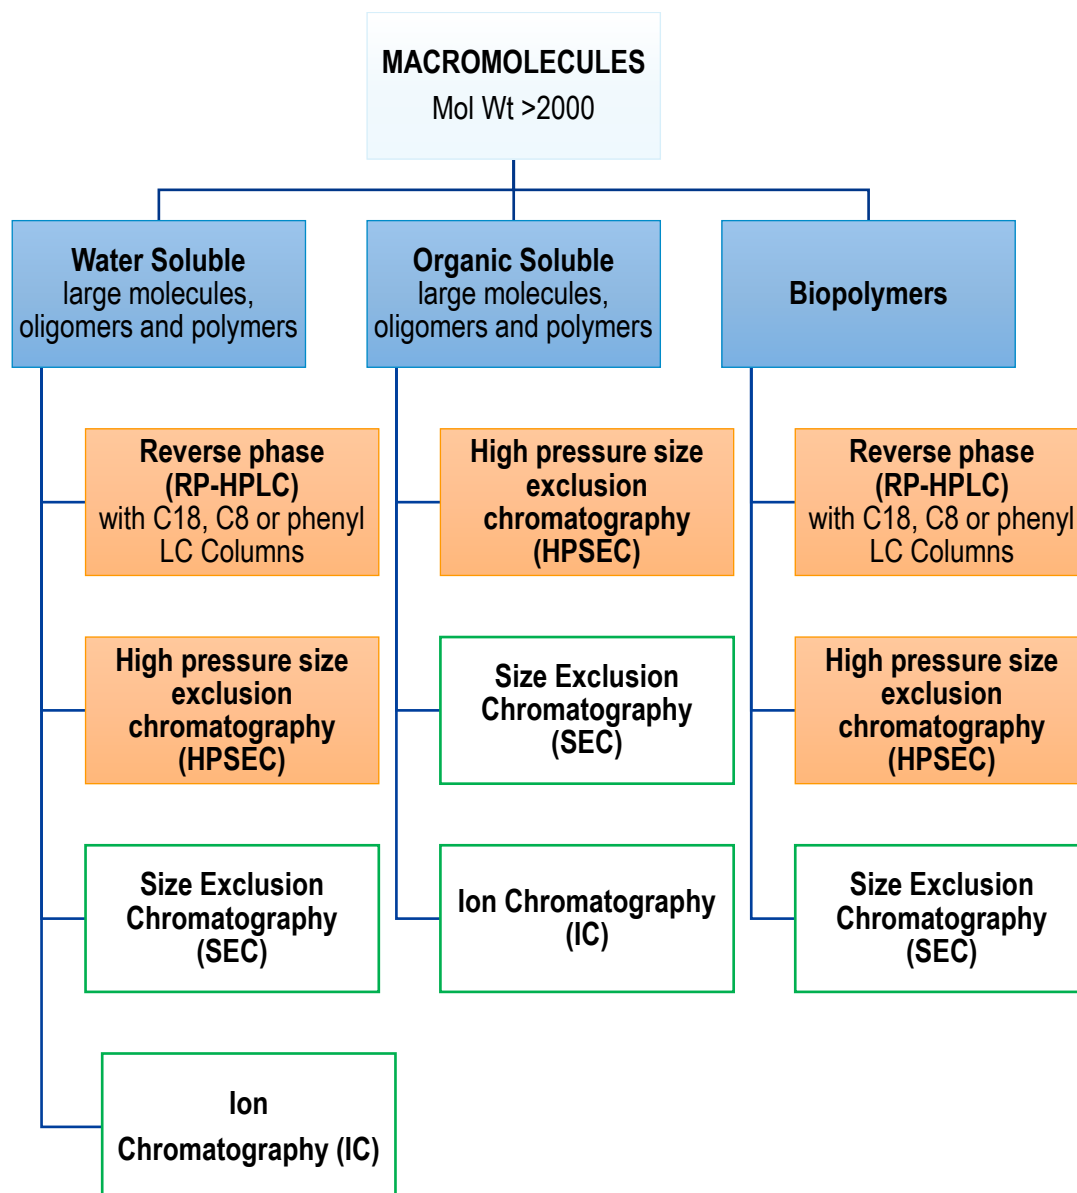 MACROMOLECULES
Mol Wt >2000
Water Soluble
large molecules,
oligomers and polymers
Organic Soluble
large molecules,
oligomers and polymers
Biopolymers
Reverse phase
(RP-HPLC)
with C18, C8 or phenyl
LC Columns
High pressure size
exclusion
chromatography
(HPSEC)
Size Exclusion
Chromatography
(SEC)
Ion
Chromatography (IC)
High pressure size
exclusion
chromatography
(HPSEC)
Size Exclusion
Chromatography
(SEC)
Ion Chromatography
(IC)
Reverse phase
(RP-HPLC)
with C18, C8 or phenyl
LC Columns
High pressure size
exclusion
chromatography
(HPSEC)
Size Exclusion
Chromatography
(SEC)